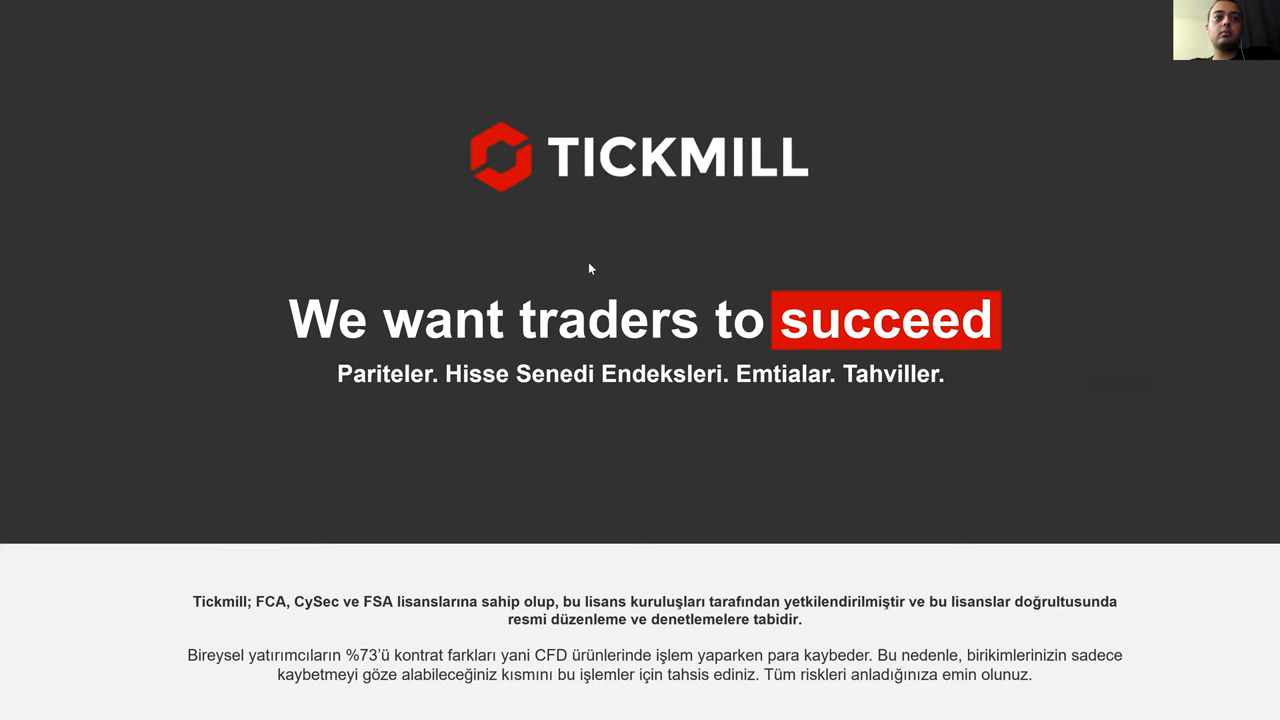 TICKMILL
We want traders to succeed
Pariteler. Hisse Senedi Endeksleri. Emtialar. Tahviller.
Tickmill; FCA, CySec ve FSA lisanslarına sahip olup, bu lisans kuruluşları tarafından yetkilendirilmiştir ve bu lisanslar doğrultusunda
resmi düzenleme ve denetlemelere tabidir.
Bireysel yatırımcıların %73’ü kontrat farkları yani CFD ürünlerinde işlem yaparken para kaybeder. Bu nedenle, birikimlerinizin sadece
kaybetmeyi göze alabileceğiniz kısmını bu işlemler için tahsis ediniz. Tüm riskleri anladığınıza emin olunuz.